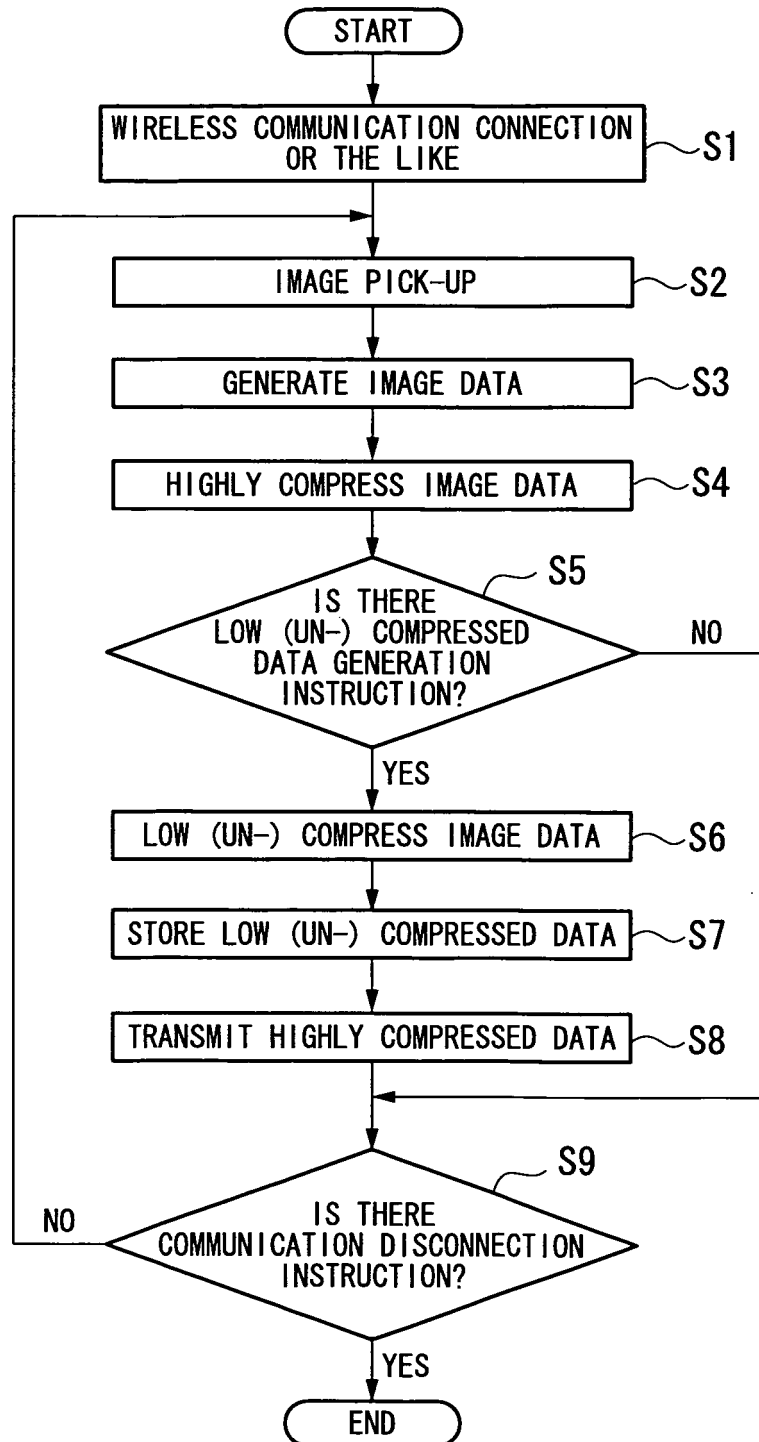 START
WIRELESS COMMUNICATION CONNECTION
OR THE LIKE
S1
IMAGE PICK-UP
S2
GENERATE IMAGE DATA
S3
HIGHLY COMPRESS IMAGE DATA
S4
S5
IS THERE
LOW (UN-) COMPRESSED
DATA GENERATION
INSTRUCTION?
NO
YES
LOW (UN-) COMPRESS IMAGE DATA
S6
STORE LOW (UN-) COMPRESSED DATA
S7
TRANSMIT HIGHLY COMPRESSED DATA
S8
S9
IS THERE
COMMUNICATION DISCONNECTION
INSTRUCTION?
NO
YES
END